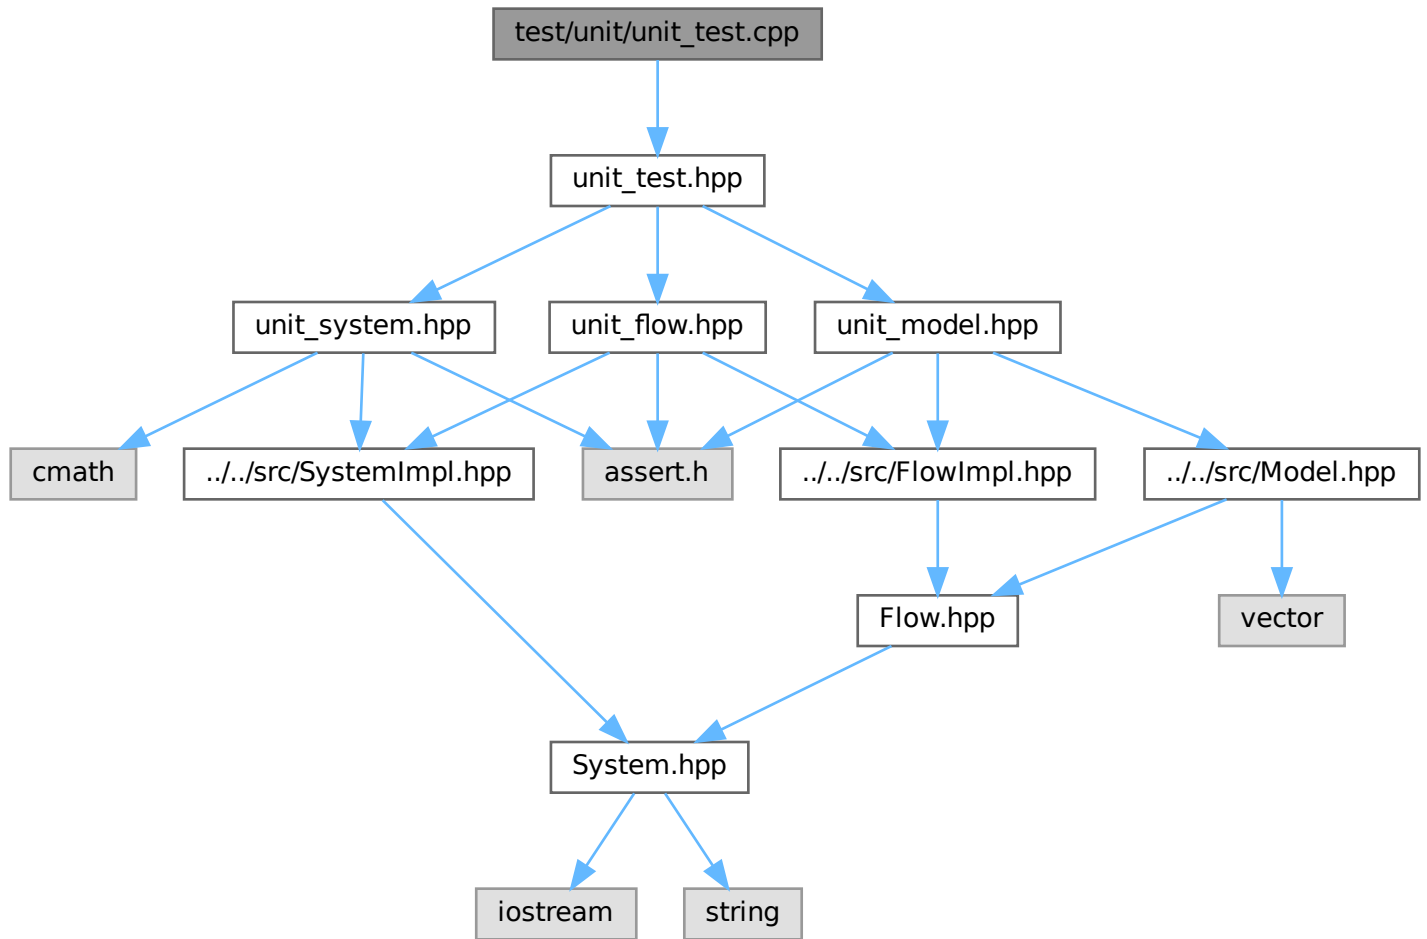 test/unit/unit_test.cpp
unit_test.hpp
unit_system.hpp
unit_flow.hpp
unit_model.hpp
cmath
../../src/SystemImpl.hpp
assert.h
../../src/FlowImpl.hpp
../../src/Model.hpp
Flow.hpp
vector
System.hpp
iostream
string